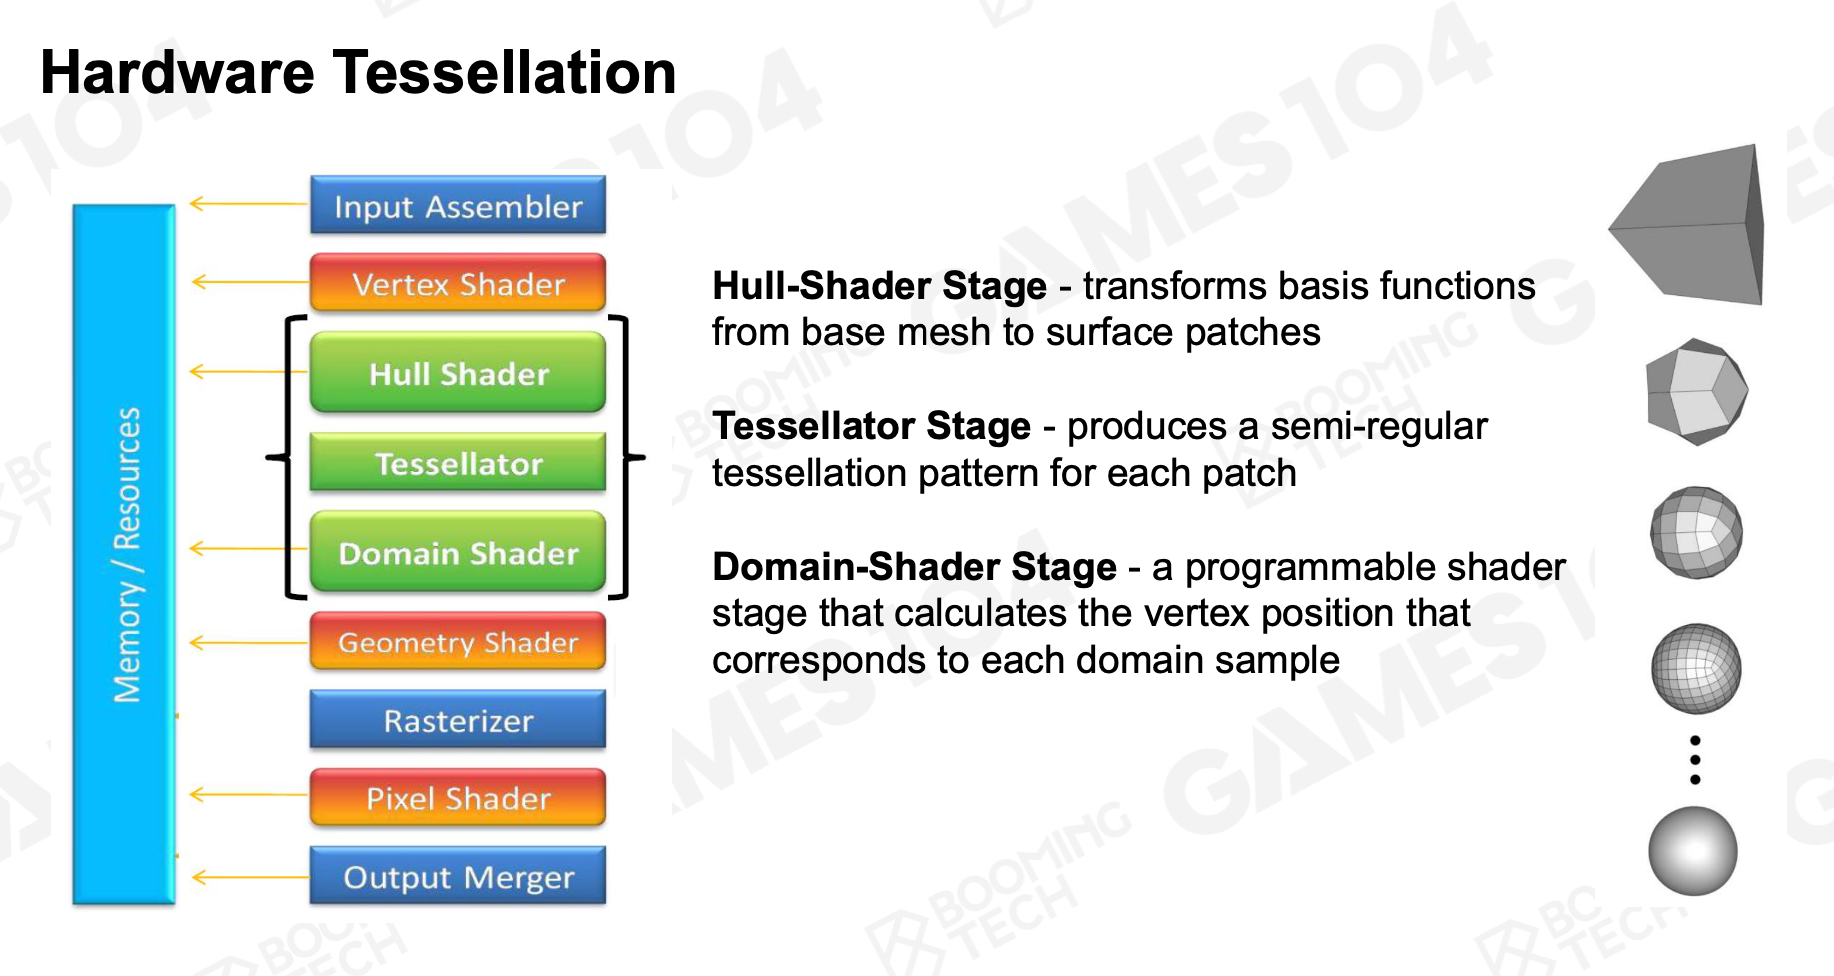 Hardware Tessellation
Memory / Resources
Input Assembler
Vertex Shader
Hull Shader
Tessellator
Domain Shader
Geometry Shader
Rasterizer
Pixel Shader
Output Merger
Hull-Shader Stage - transforms basis functions
from base mesh to surface patches
Tessellator Stage - produces a semi-regular
tessellation pattern for each patch
Domain-Shader Stage - a programmable shader
stage that calculates the vertex position that
corresponds to each domain sample
GAMES104
BOOMING
TECH